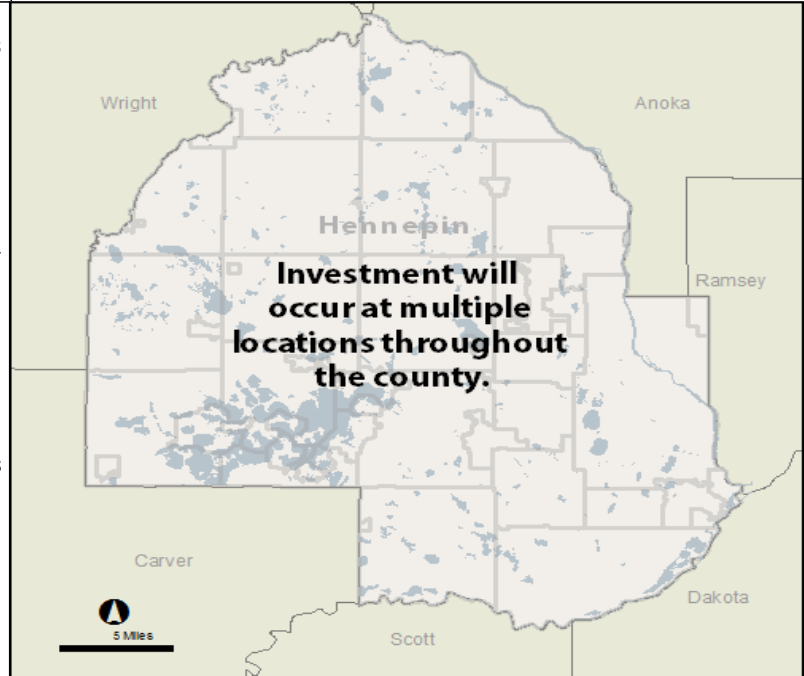 Wright
Anoka
Hennepin
Investment will
occur at multiple
locations throughout
the county.
Ramsey
Carver
Dakota
Scott
5 Miles